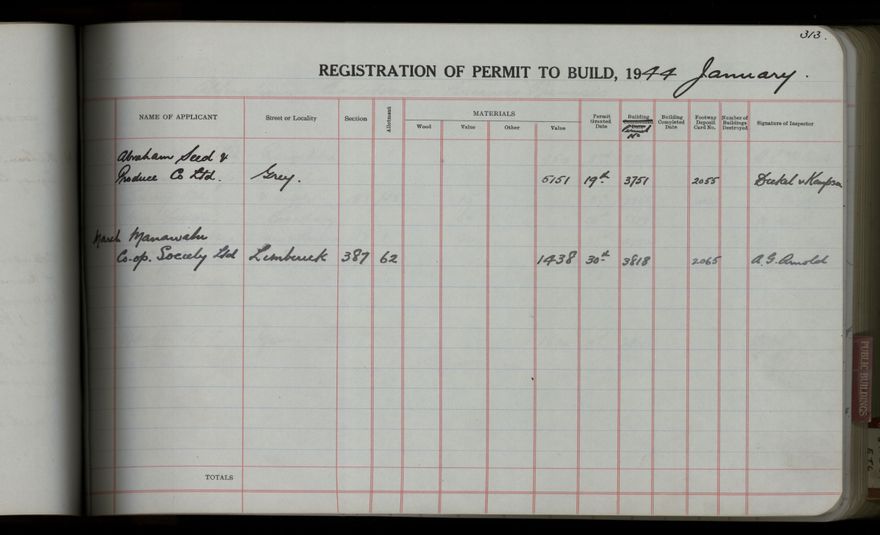 313.
REGISTRATION OF PERMIT TO BUILD, 1944 January.
NAME OF APPLICANT
Street or Locality
Section
Allotment
MATERIALS
Wood
Value
Other
Value
Permit Granted Date
Building
Permit
No
Building Completed Date
Footway Deposit Card No.
Number of Buildings Destroyed
Signature of Inspector
Abraham Seed &
Produce Co Ltd. Grey. 5151 19th 3751 2055
March Manawatu
Co-op. Society Ltd Limbrick 387 62 1438 30th 3818 2065 A.G. Arnold
TOTALS
PUBLIC BUILDINGS